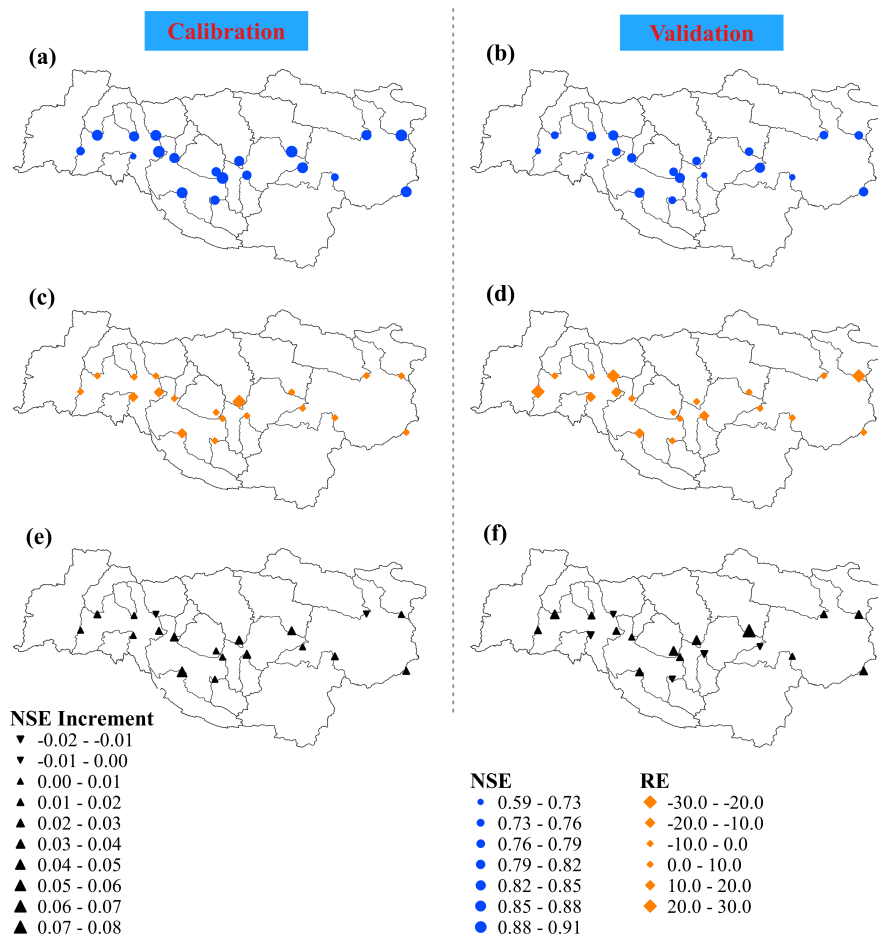 Calibration
Validation
(a)
(b)
(c)
(d)
(e)
(f)
NSE Increment
-0.02 - -0.01
-0.01 - 0.00
0.00 - 0.01
0.01 - 0.02
0.02 - 0.03
0.03 - 0.04
0.04 - 0.05
0.05 - 0.06
0.06 - 0.07
0.07 - 0.08
NSE
0.59 - 0.73
0.73 - 0.76
0.76 - 0.79
0.79 - 0.82
0.82 - 0.85
0.85 - 0.88
0.88 - 0.91
RE
-30.0 - -20.0
-20.0 - -10.0
-10.0 - 0.0
0.0 - 10.0
10.0 - 20.0
20.0 - 30.0